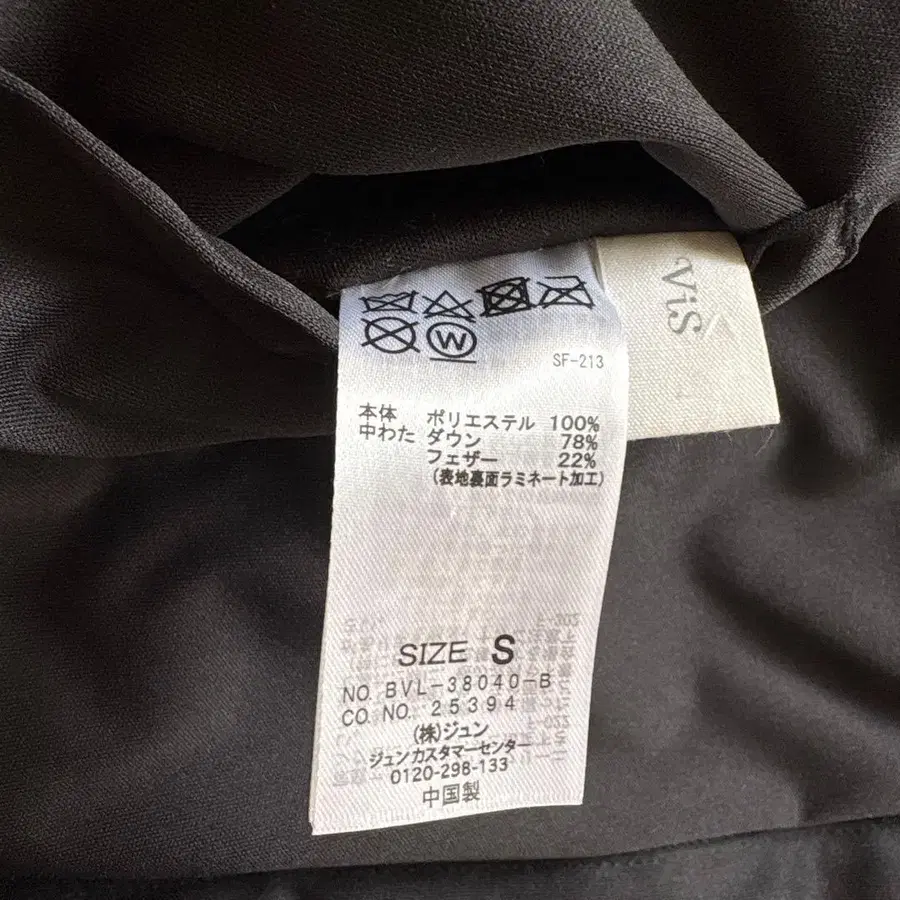 ViS
W
SF-213
本体 ポリエステル 100%
中わた ダウン 78%
フェザー 22%
(表地裏面ラミネート加工)
SIZE S
NO. BVL-38040-B
CO. NO. 25394
(株)ジュン
ジュンカスタマーセンター
0120-298-133
中国製